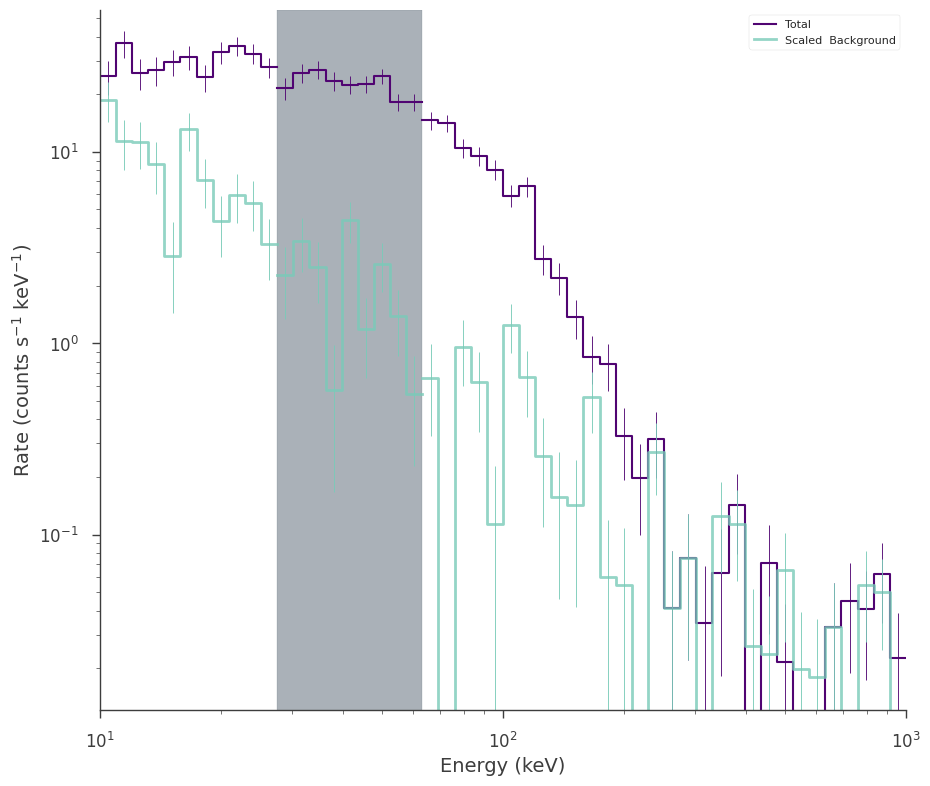 Total
Scaled Background
Rate (counts s⁻¹ keV⁻¹)
10¹
10⁰
10⁻¹
10¹
10²
10³
Energy (keV)